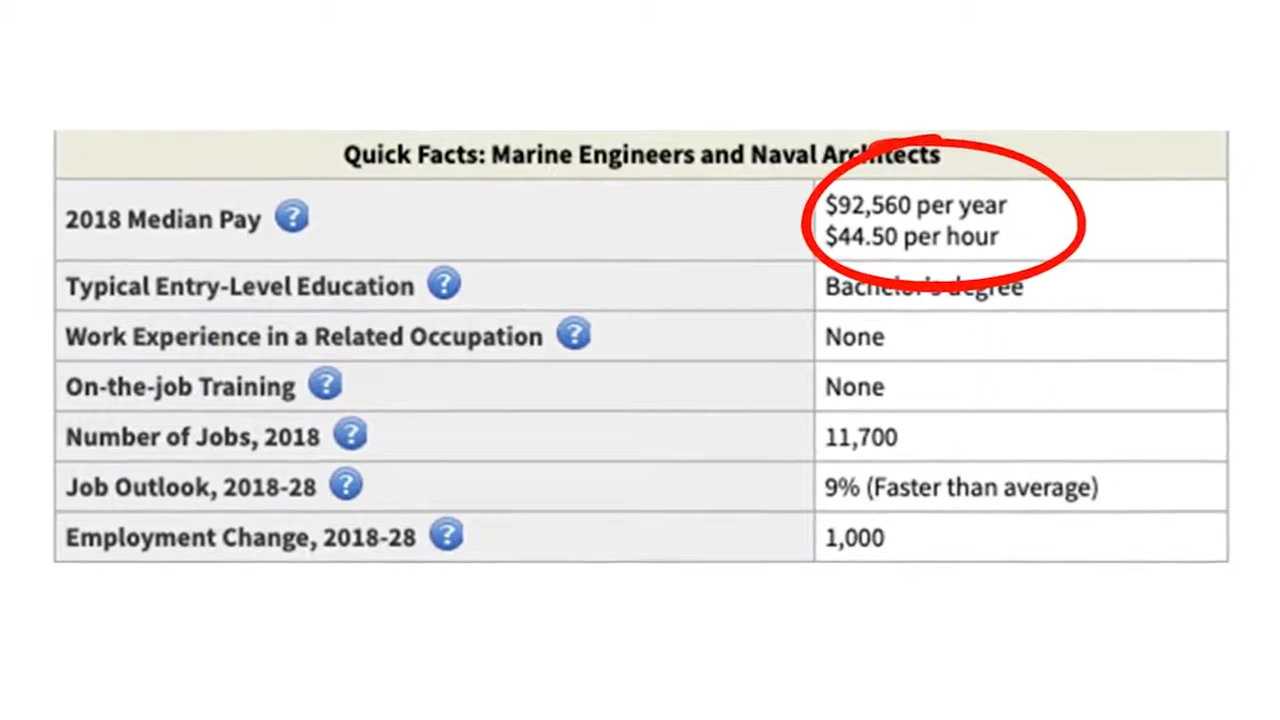 Quick Facts: Marine Engineers and Naval Architects
2018 Median Pay ?
$92,560 per year
$44.50 per hour
Typical Entry-Level Education ?
Bachelor's degree
Work Experience in a Related Occupation ?
None
On-the-job Training ?
None
Number of Jobs, 2018 ?
11,700
Job Outlook, 2018-28 ?
9% (Faster than average)
Employment Change, 2018-28 ?
1,000